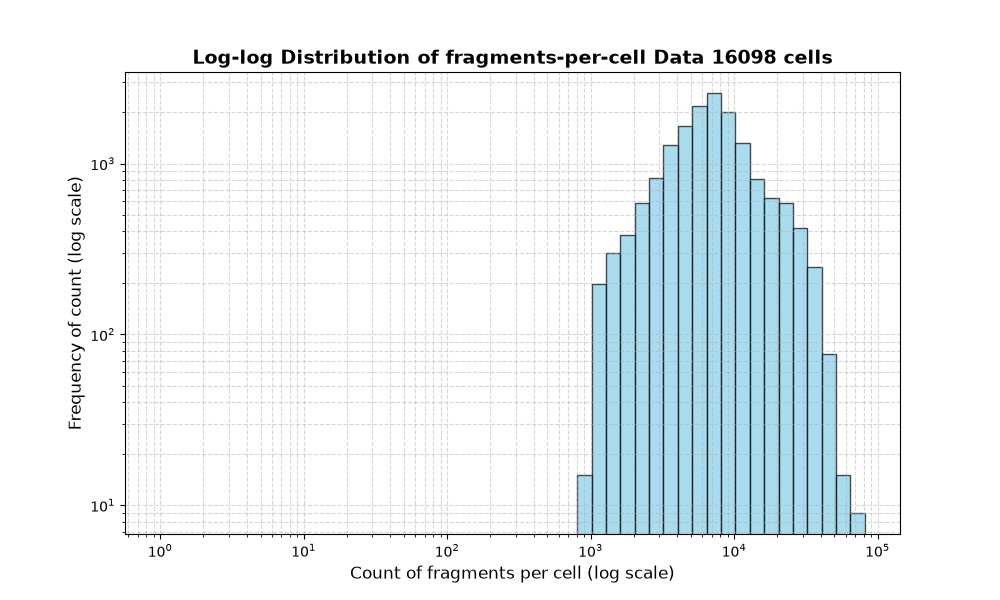 Log-log Distribution of fragments-per-cell Data 16098 cells
Frequency of count (log scale)
10³
10²
10¹
10⁰ 10¹ 10² 10³ 10⁴ 10⁵
Count of fragments per cell (log scale)